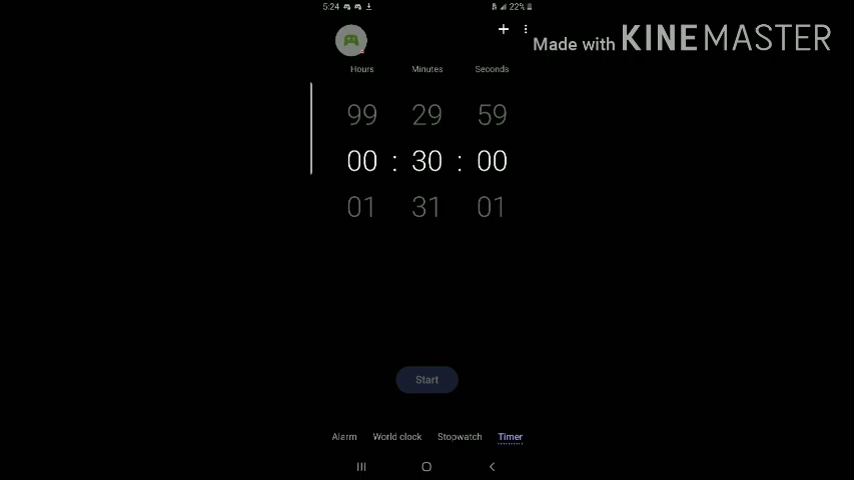 5:24 22%
Made with KINEMASTER
Hours Minutes Seconds
99 29 59
00 : 30 : 00
01 31 01
Start
Alarm World clock Stopwatch Timer